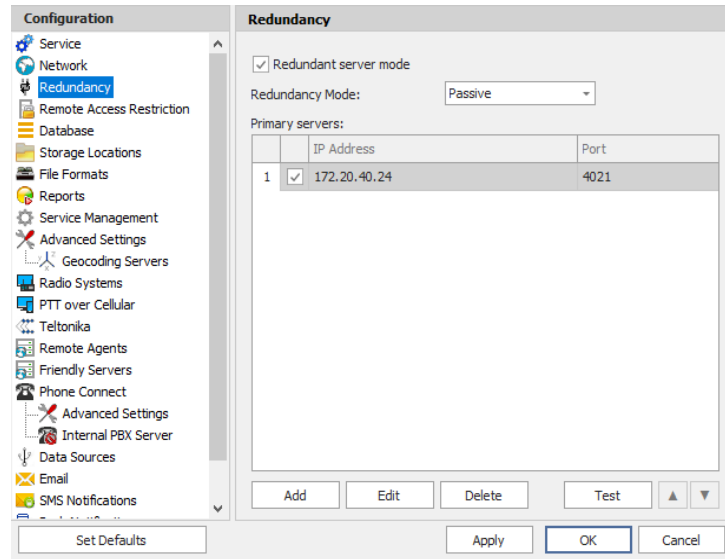 Configuration
Service
Network
Redundancy
Remote Access Restriction
Database
Storage Locations
File Formats
Reports
Service Management
Advanced Settings
Geocoding Servers
Radio Systems
PTT over Cellular
Teltonika
Remote Agents
Friendly Servers
Phone Connect
Advanced Settings
Internal PBX Server
Data Sources
Email
SMS Notifications
Set Defaults
Redundancy
Redundant server mode
Redundancy Mode: Passive
Primary servers:
IP Address Port
1 172.20.40.24 4021
Add Edit Delete Test
Apply OK Cancel